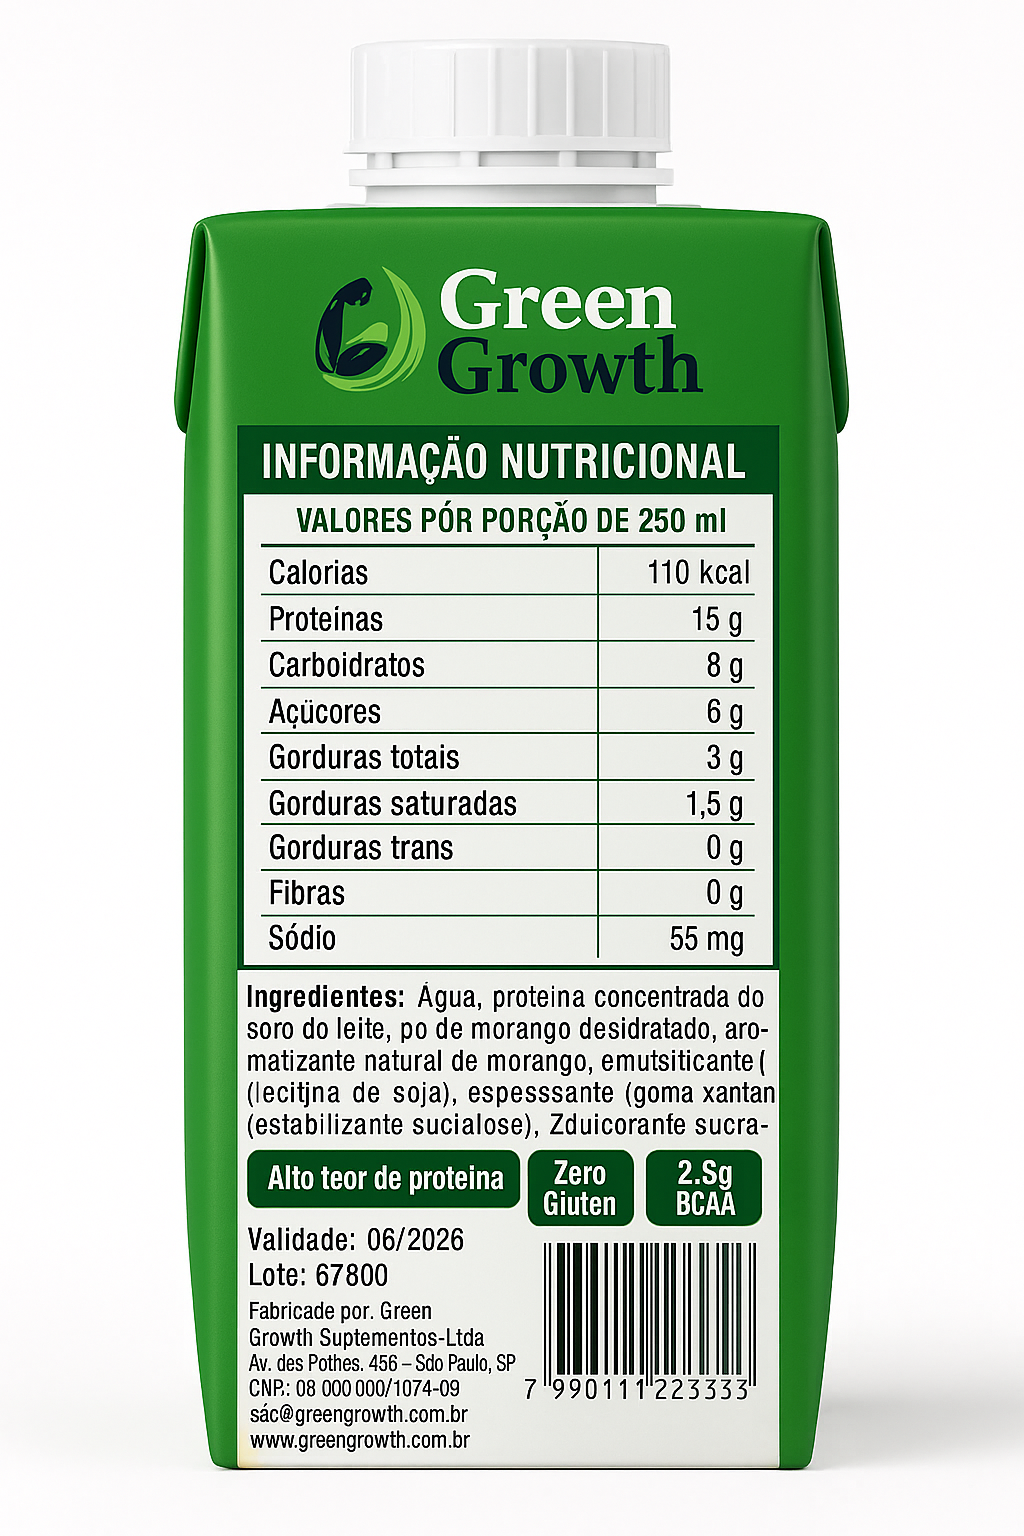 Green
Growth
INFORMAÇÃO NUTRICIONAL
VALORES PÓR PORÇÃO DE 250 ml
Calorias 110 kcal
Proteínas 15 g
Carboidratos 8 g
Açücores 6 g
Gorduras totais 3 g
Gorduras saturadas 1,5 g
Gorduras trans 0 g
Fibras 0 g
Sódio 55 mg
Ingredientes: Água, proteina concentrada do
soro do leite, po de morango desidratado, aro-
matizante natural de morango, emutsiticante (
(lecitjna de soja), espesssante (goma xantan
(estabilizante sucialose), Zduicorante sucra-
Alto teor de proteina
Zero
Giuten
2.Sg
BCAA
Validade: 06/2026
Lote: 67800
Fabricade por. Green
Growth Suptementos-Ltda
Av. des Pothes. 456 – Sdo Paulo, SP
CNP.: 08 000 000/1074-09
sác@greengrowth.com.br
www.greengrowth.com.br
7 990111 223333